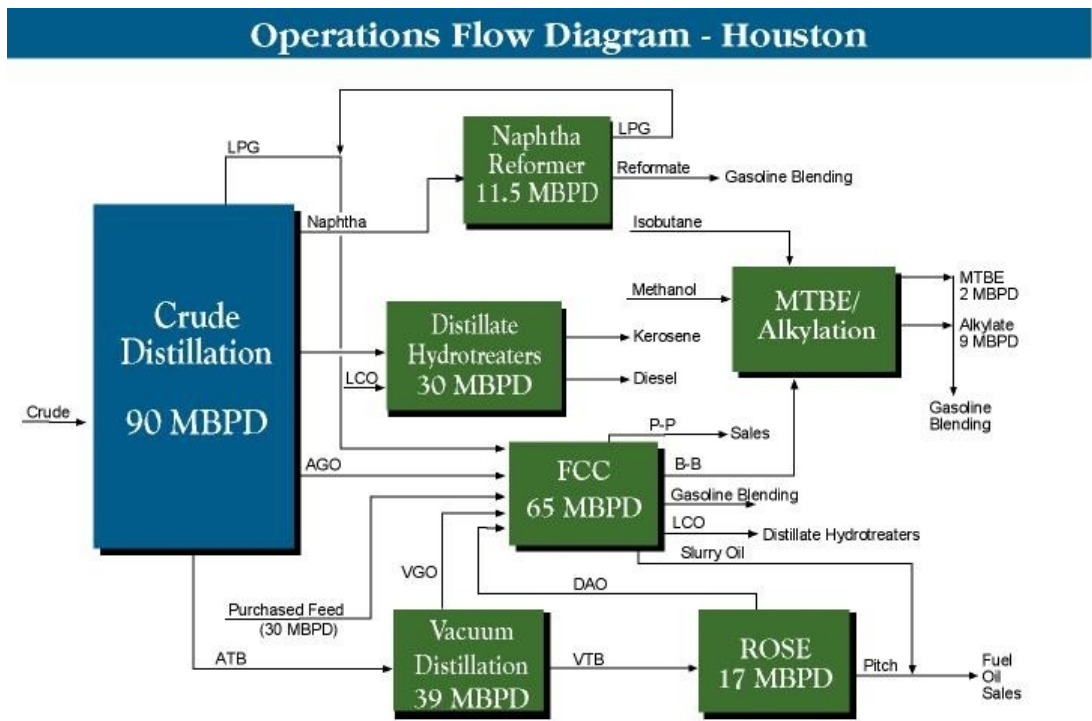 Operations Flow Diagram - Houston
LPG
Naphtha
Reformer
11.5 MBPD
LPG
Reformate
Gasoline Blending
Naphtha
Isobutane
Crude
Distillation
90 MBPD
Crude
Distillate
Hydrotreaters
30 MBPD
LCO
Kerosene
Diesel
Methanol
MTBE/
Alkylation
MTBE
2 MBPD
Alkylate
9 MBPD
Gasoline
Blending
P-P
Sales
AGO
FCC
65 MBPD
B-B
Gasoline Blending
LCO
Distillate Hydrotreaters
Slurry Oil
VGO
DAO
Purchased Feed
(30 MBPD)
ATB
Vacuum
Distillation
39 MBPD
VTB
ROSE
17 MBPD
Pitch
Fuel
Oil
Sales